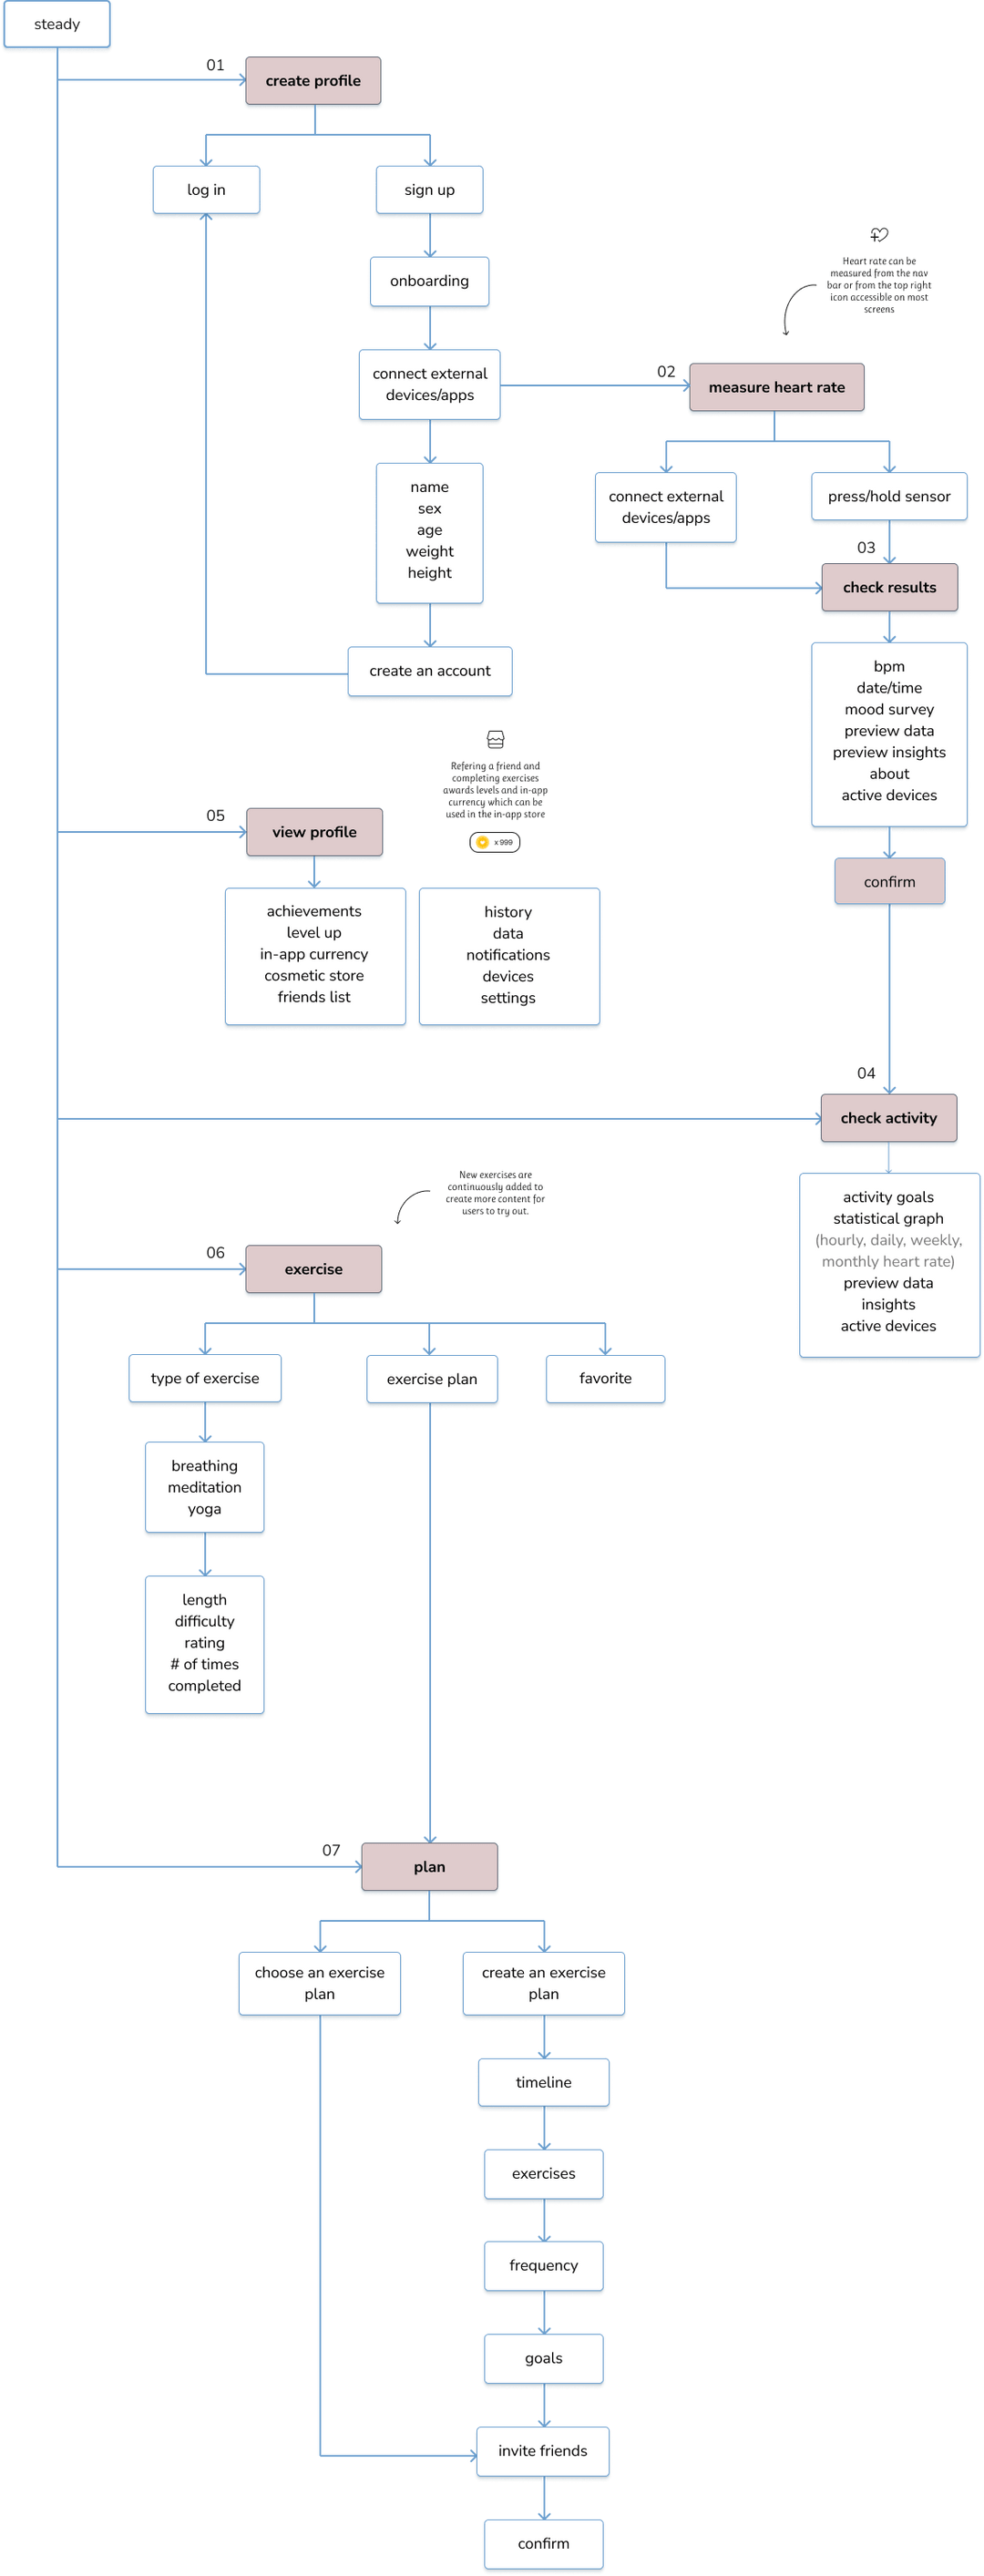 steady
01
create profile
log in
sign up
onboarding
connect external
devices/apps
name
sex
age
weight
height
create an account
Heart rate can be
measured from the nav
bar or from the top right
icon accessible on most
screens
02
measure heart rate
connect external
devices/apps
press/hold sensor
03
check results
bpm
date/time
mood survey
preview data
preview insights
about
active devices
confirm
Refering a friend and
completing exercises
awards levels and in-app
currency which can be
used in the in-app store
x 999
05
view profile
achievements
level up
in-app currency
cosmetic store
friends list
history
data
notifications
devices
settings
04
check activity
activity goals
statistical graph
(hourly, daily, weekly,
monthly heart rate)
preview data
insights
active devices
New exercises are
continuously added to
create more content for
users to try out.
06
exercise
type of exercise
exercise plan
favorite
breathing
meditation
yoga
length
difficulty
rating
# of times
completed
07
plan
choose an exercise
plan
create an exercise
plan
timeline
exercises
frequency
goals
invite friends
confirm